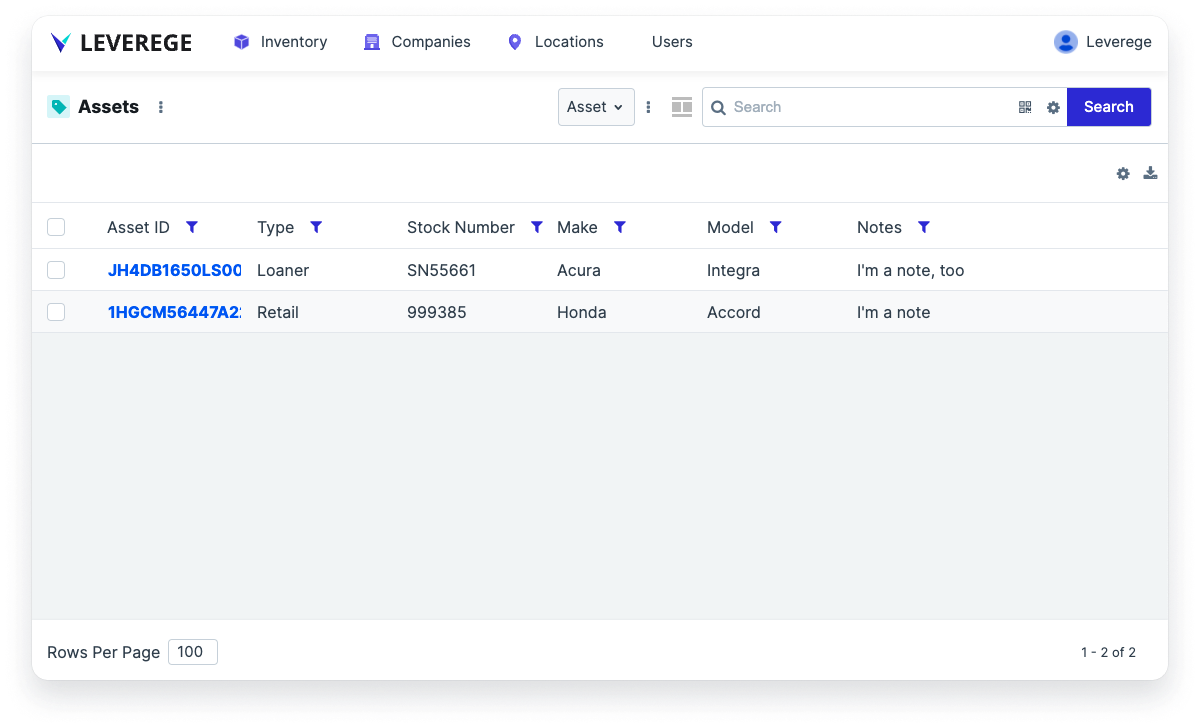 LEVEREGE Inventory Companies Locations Users Leverege
Assets Asset Search Search
Asset ID Type Stock Number Make Model Notes
JH4DB1650LS00 Loaner SN55661 Acura Integra I'm a note, too
1HGCM56447A2 Retail 999385 Honda Accord I'm a note
Rows Per Page 100 1 - 2 of 2